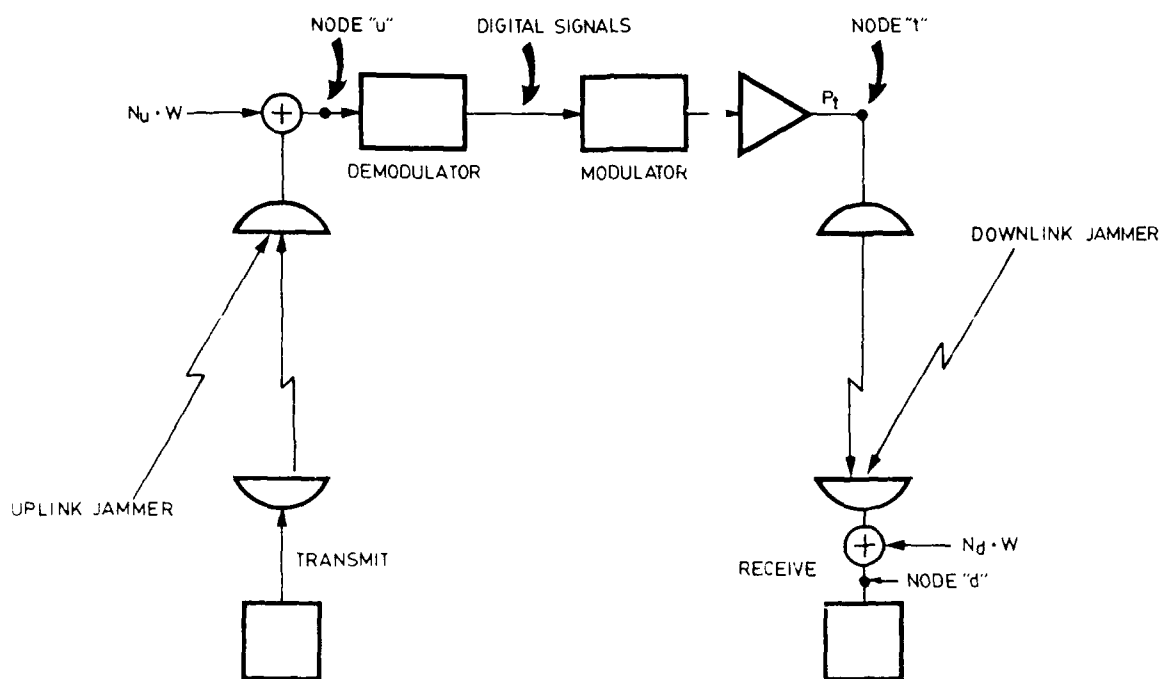 NODE "u"
DIGITAL SIGNALS
NODE "t"
Nu · W
Pt
DEMODULATOR
MODULATOR
DOWNLINK JAMMER
UPLINK JAMMER
TRANSMIT
RECEIVE
Nd · W
NODE "d"